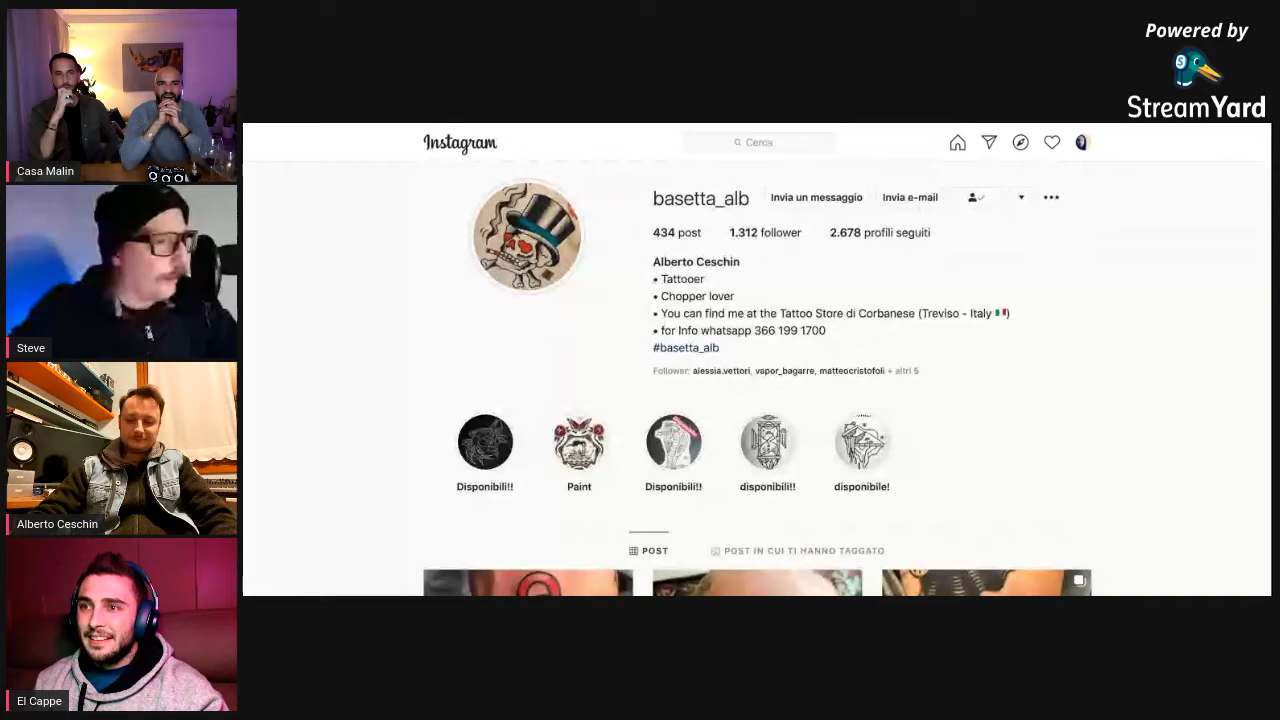 Powered by
StreamYard
Casa Malin
Steve
Alberto Ceschin
El Cappe
Instagram
Cerca
basetta_alb
Invia un messaggio
Invia e-mail
434 post
1.312 follower
2.678 profili seguiti
Alberto Ceschin
• Tattooer
• Chopper lover
• You can find me at the Tattoo Store di Corbanese (Treviso - Italy 🇮🇹)
• for Info whatsapp 366 199 1700
#basetta_alb
Follower: alessia.vettori, vapor_bagarre, matteocristofoli + altri 5
Disponibili!!
Paint
Disponibili!!
disponibili!!
disponibile!
POST
POST IN CUI TI HANNO TAGGATO